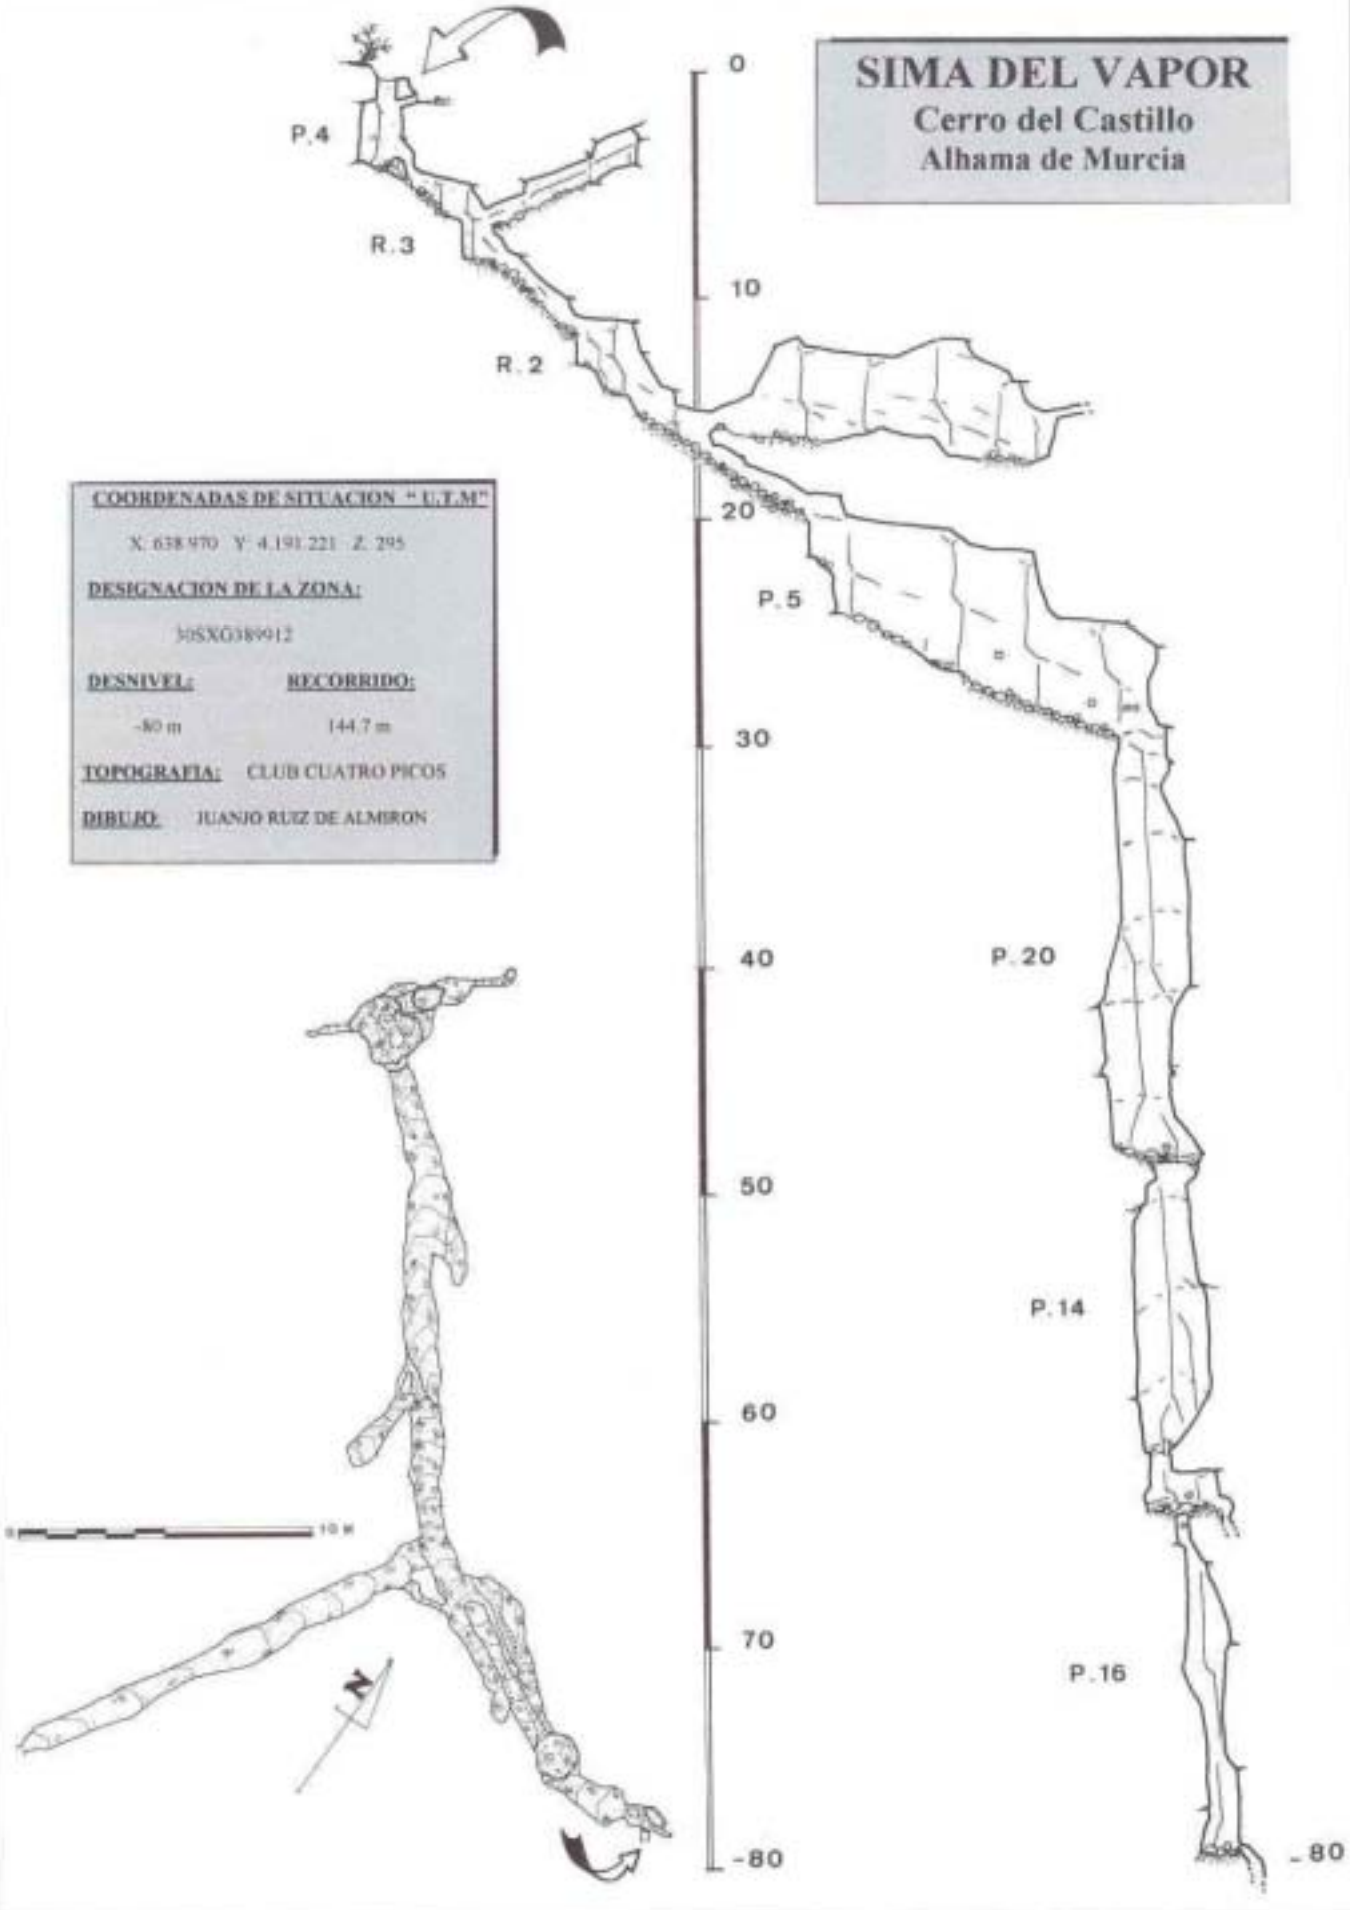 SIMA DEL VAPOR
Cerro del Castillo
Alhama de Murcia
0
P.4
R.3
10
R.2
20
P.5
30
COORDENADAS DE SITUACION " U.T.M"
X. 638.970 Y 4.191.221 Z. 295
DESIGNACION DE LA ZONA:
30SXG389912
DESNIVEL: RECORRIDO:
-80 m 144.7 m
TOPOGRAFIA: CLUB CUATRO PICOS
DIBUJO: JUANJO RUIZ DE ALMIRON
40
P.20
50
P.14
60
0 10 M
70
P.16
N
-80
-80